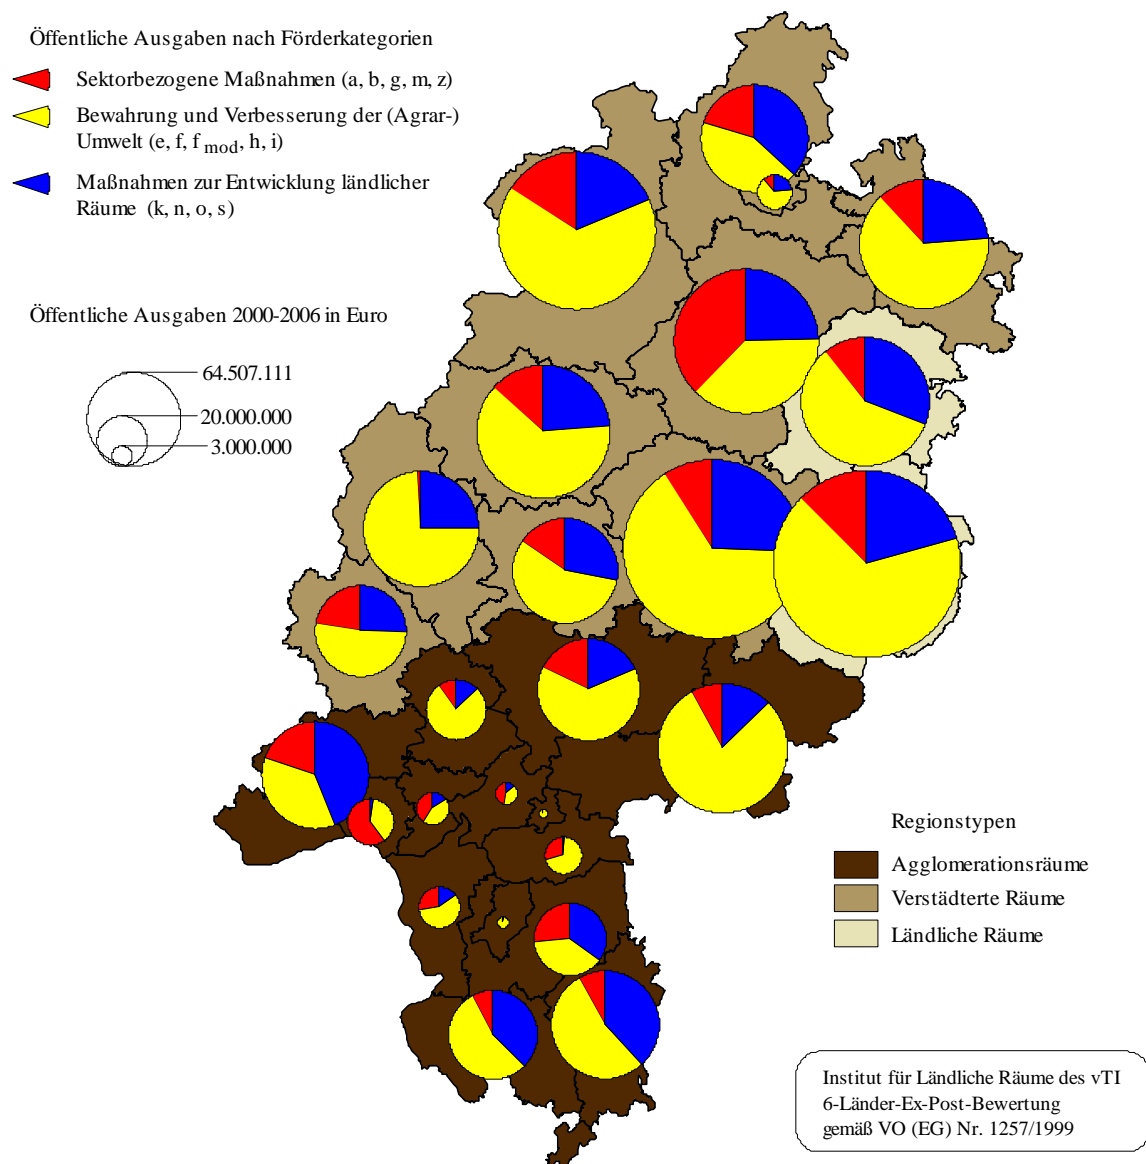 Öffentliche Ausgaben nach Förderkategorien
Sektorbezogene Maßnahmen (a, b, g, m, z)
Bewahrung und Verbesserung der (Agrar-)
Umwelt (e, f, f mod, h, i)
Maßnahmen zur Entwicklung ländlicher
Räume (k, n, o, s)
Öffentliche Ausgaben 2000-2006 in Euro
64.507.111
20.000.000
3.000.000
Regionstypen
Agglomerationsräume
Verstädterte Räume
Ländliche Räume
Institut für Ländliche Räume des vTI
6-Länder-Ex-Post-Bewertung
gemäß VO (EG) Nr. 1257/1999